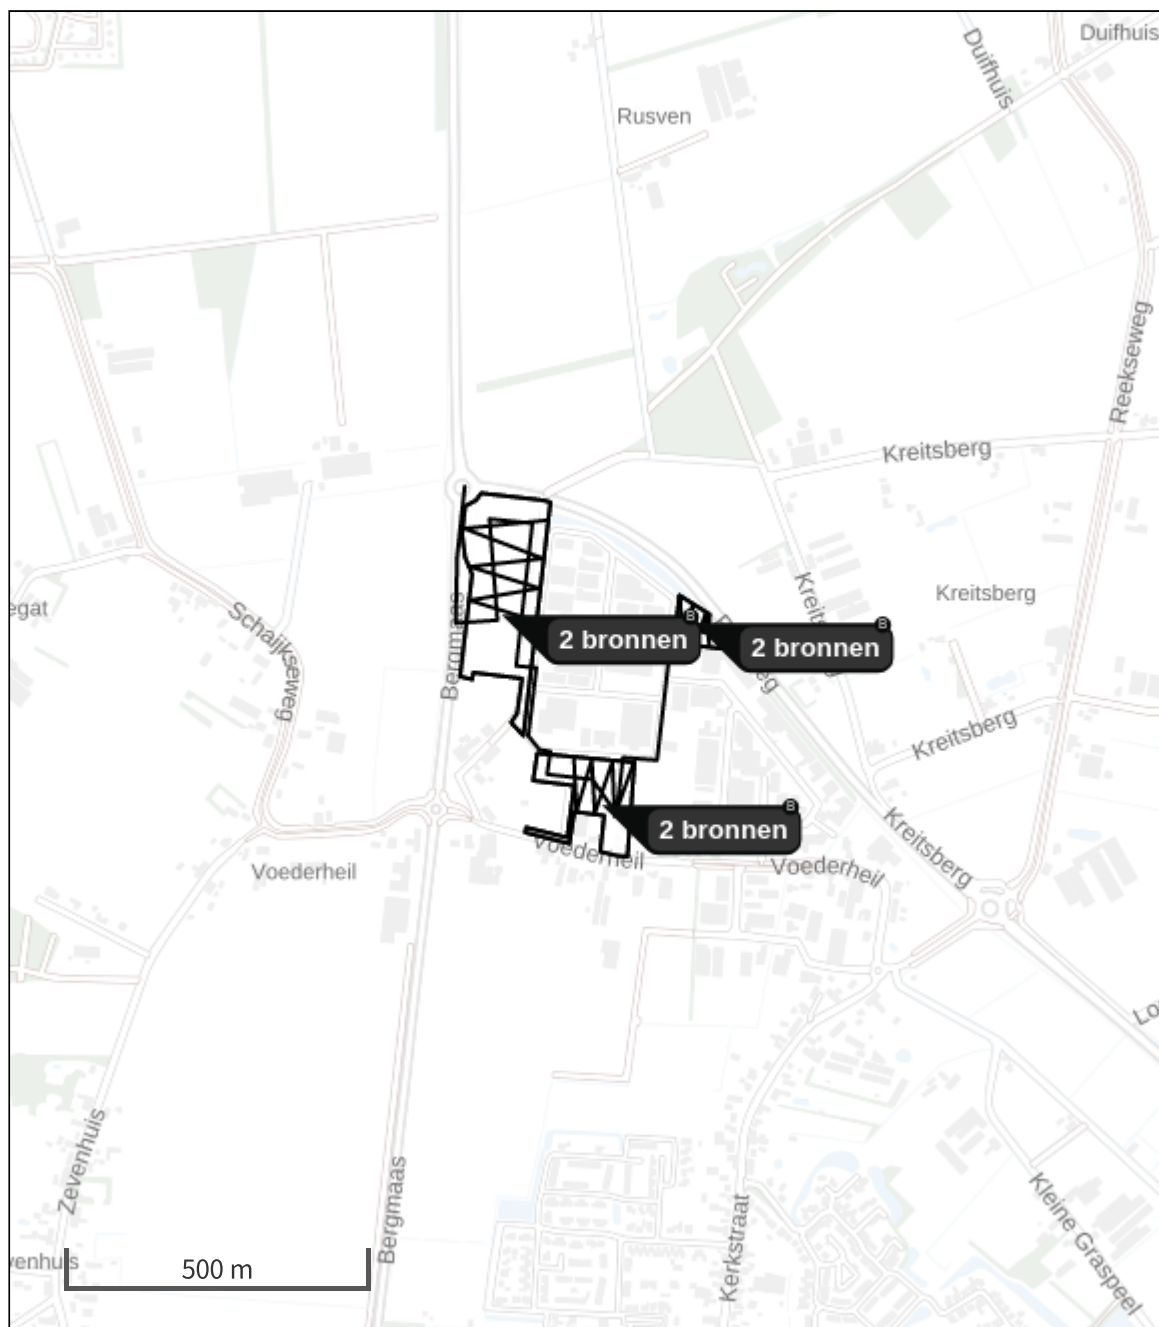 Duifhuis
Duifhuis
Rusven
Reekseweg
Kreitsberg
Kreitsberg
egat
Schaijkseweg
Bergmaas
B
2 bronnen
B
2 bronnen
Kreitsberg
B
2 bronnen
Voederheil
Voederheil
Voederheil
Kreitsberg
Zevenhuis
Bergmaas
Kerkstraat
Kleine Graspeel
venhuis
500 m